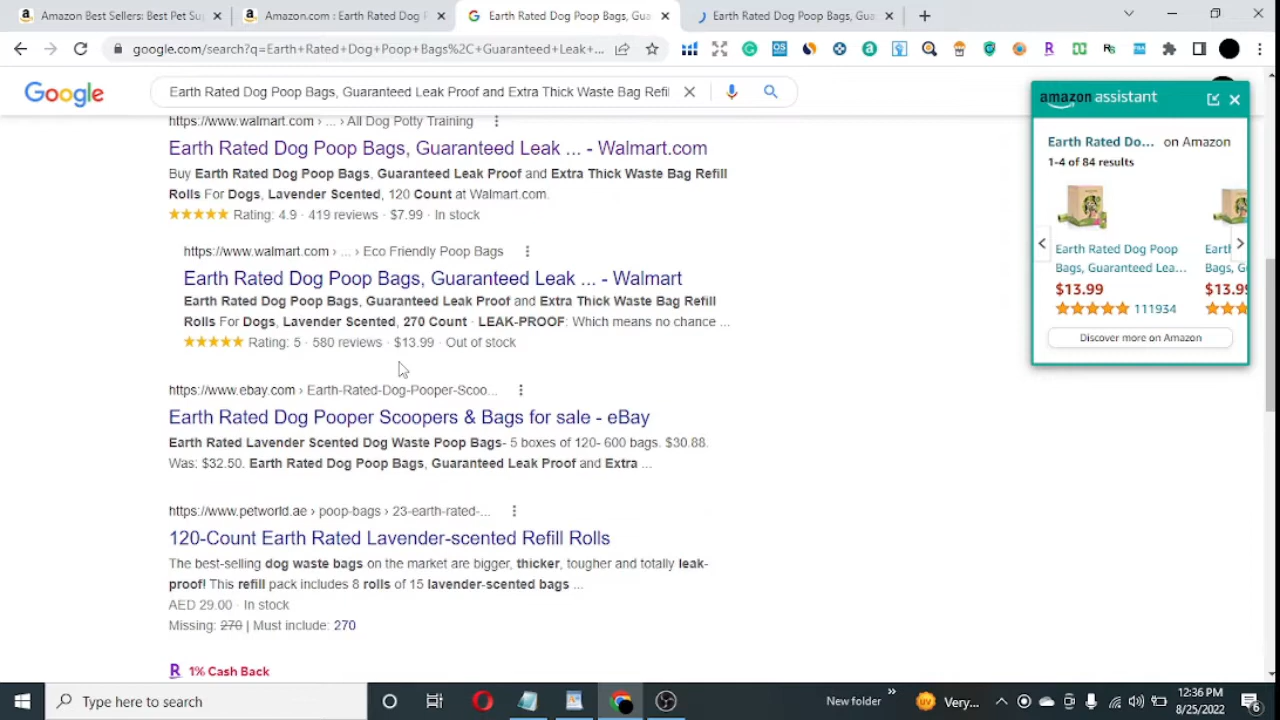 Amazon Best Sellers: Best Pet Su
Amazon.com : Earth Rated Dog P
Earth Rated Dog Poop Bags, Gua
Earth Rated Dog Poop Bags, Gua
google.com/search?q=Earth+Rated+Dog+Poop+Bags%2C+Guaranteed+Leak+...
Google
Earth Rated Dog Poop Bags, Guaranteed Leak Proof and Extra Thick Waste Bag Refil
https://www.walmart.com › ... › All Dog Potty Training
Earth Rated Dog Poop Bags, Guaranteed Leak ... - Walmart.com
Buy Earth Rated Dog Poop Bags, Guaranteed Leak Proof and Extra Thick Waste Bag Refill
Rolls For Dogs, Lavender Scented, 120 Count at Walmart.com.
Rating: 4.9 · 419 reviews · $7.99 · In stock
https://www.walmart.com › ... › Eco Friendly Poop Bags
Earth Rated Dog Poop Bags, Guaranteed Leak ... - Walmart
Earth Rated Dog Poop Bags, Guaranteed Leak Proof and Extra Thick Waste Bag Refill
Rolls For Dogs, Lavender Scented, 270 Count · LEAK-PROOF: Which means no chance ...
Rating: 5 · 580 reviews · $13.99 · Out of stock
https://www.ebay.com › Earth-Rated-Dog-Pooper-Scoo...
Earth Rated Dog Pooper Scoopers & Bags for sale - eBay
Earth Rated Lavender Scented Dog Waste Poop Bags- 5 boxes of 120- 600 bags. $30.88.
Was: $32.50. Earth Rated Dog Poop Bags, Guaranteed Leak Proof and Extra ...
https://www.petworld.ae › poop-bags › 23-earth-rated-...
120-Count Earth Rated Lavender-scented Refill Rolls
The best-selling dog waste bags on the market are bigger, thicker, tougher and totally leak-
proof! This refill pack includes 8 rolls of 15 lavender-scented bags ...
AED 29.00 · In stock
Missing: 270 | Must include: 270
R 1% Cash Back
amazon assistant
Earth Rated Do... on Amazon
1-4 of 84 results
Earth Rated Dog Poop
Bags, Guaranteed Lea...
$13.99
111934
Earth
Bags, G
$13.99
Discover more on Amazon
Type here to search
New folder
Very...
12:36 PM
8/25/2022
6